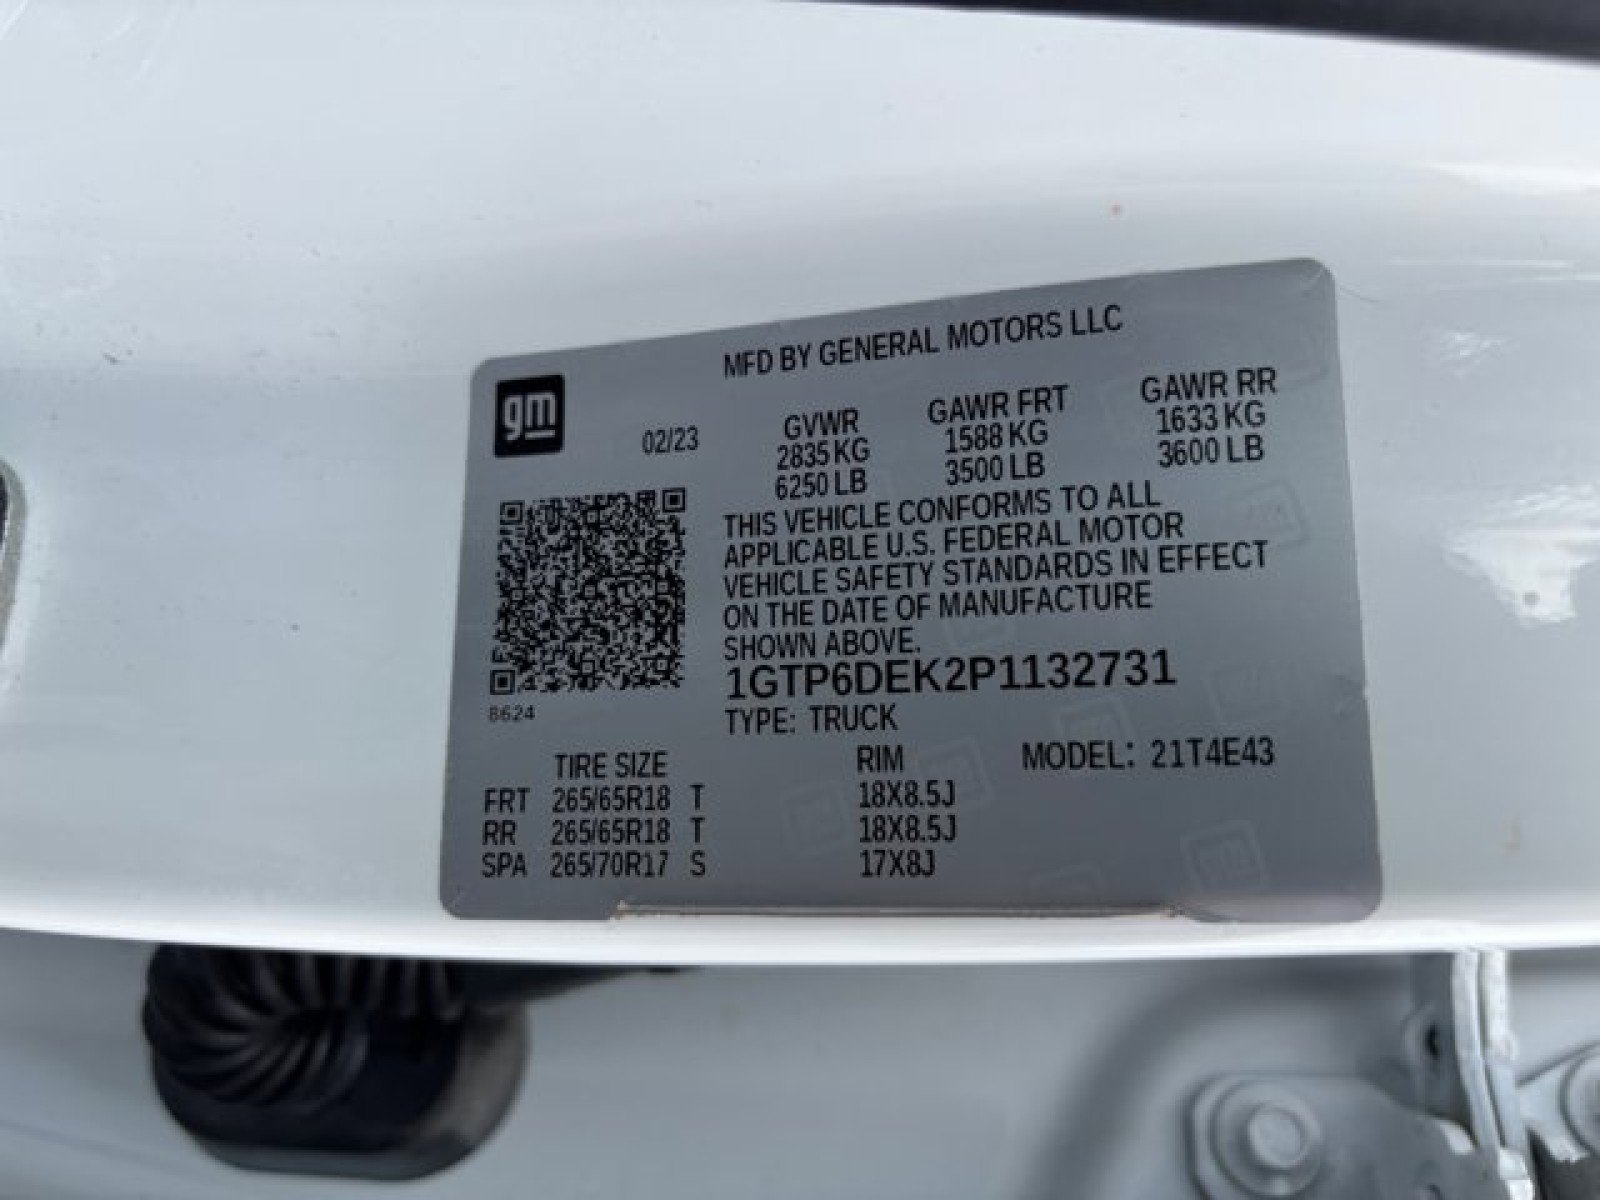 MFD BY GENERAL MOTORS LLC
gm
02/23
GVWR GAWR FRT GAWR RR
2835 KG 1588 KG 1633 KG
6250 LB 3500 LB 3600 LB
THIS VEHICLE CONFORMS TO ALL
APPLICABLE U.S. FEDERAL MOTOR
VEHICLE SAFETY STANDARDS IN EFFECT
ON THE DATE OF MANUFACTURE
SHOWN ABOVE.
1GTP6DEK2P1132731
8624
TYPE: TRUCK
TIRE SIZE RIM MODEL: 21T4E43
FRT 265/65R18 T 18X8.5J
RR 265/65R18 T 18X8.5J
SPA 265/70R17 S 17X8J